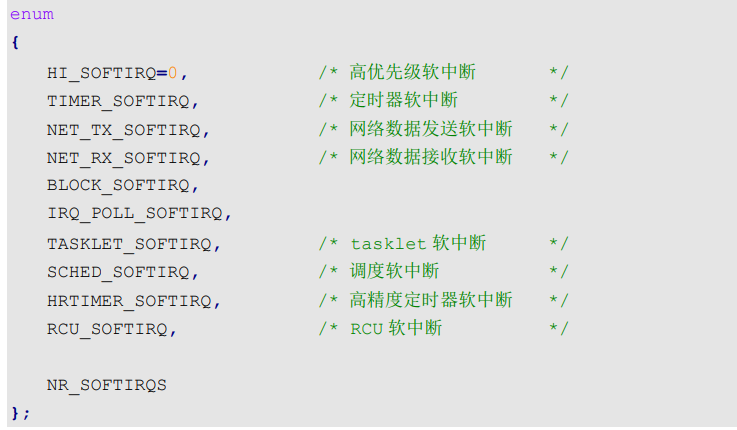 enum
{
HI_SOFTIRQ=0, /* 高优先级软中断 */
TIMER_SOFTIRQ, /* 定时器软中断 */
NET_TX_SOFTIRQ, /* 网络数据发送软中断 */
NET_RX_SOFTIRQ, /* 网络数据接收软中断 */
BLOCK_SOFTIRQ,
IRQ_POLL_SOFTIRQ,
TASKLET_SOFTIRQ, /* tasklet 软中断 */
SCHED_SOFTIRQ, /* 调度软中断 */
HRTIMER_SOFTIRQ, /* 高精度定时器软中断 */
RCU_SOFTIRQ, /* RCU 软中断 */
NR_SOFTIRQS
};